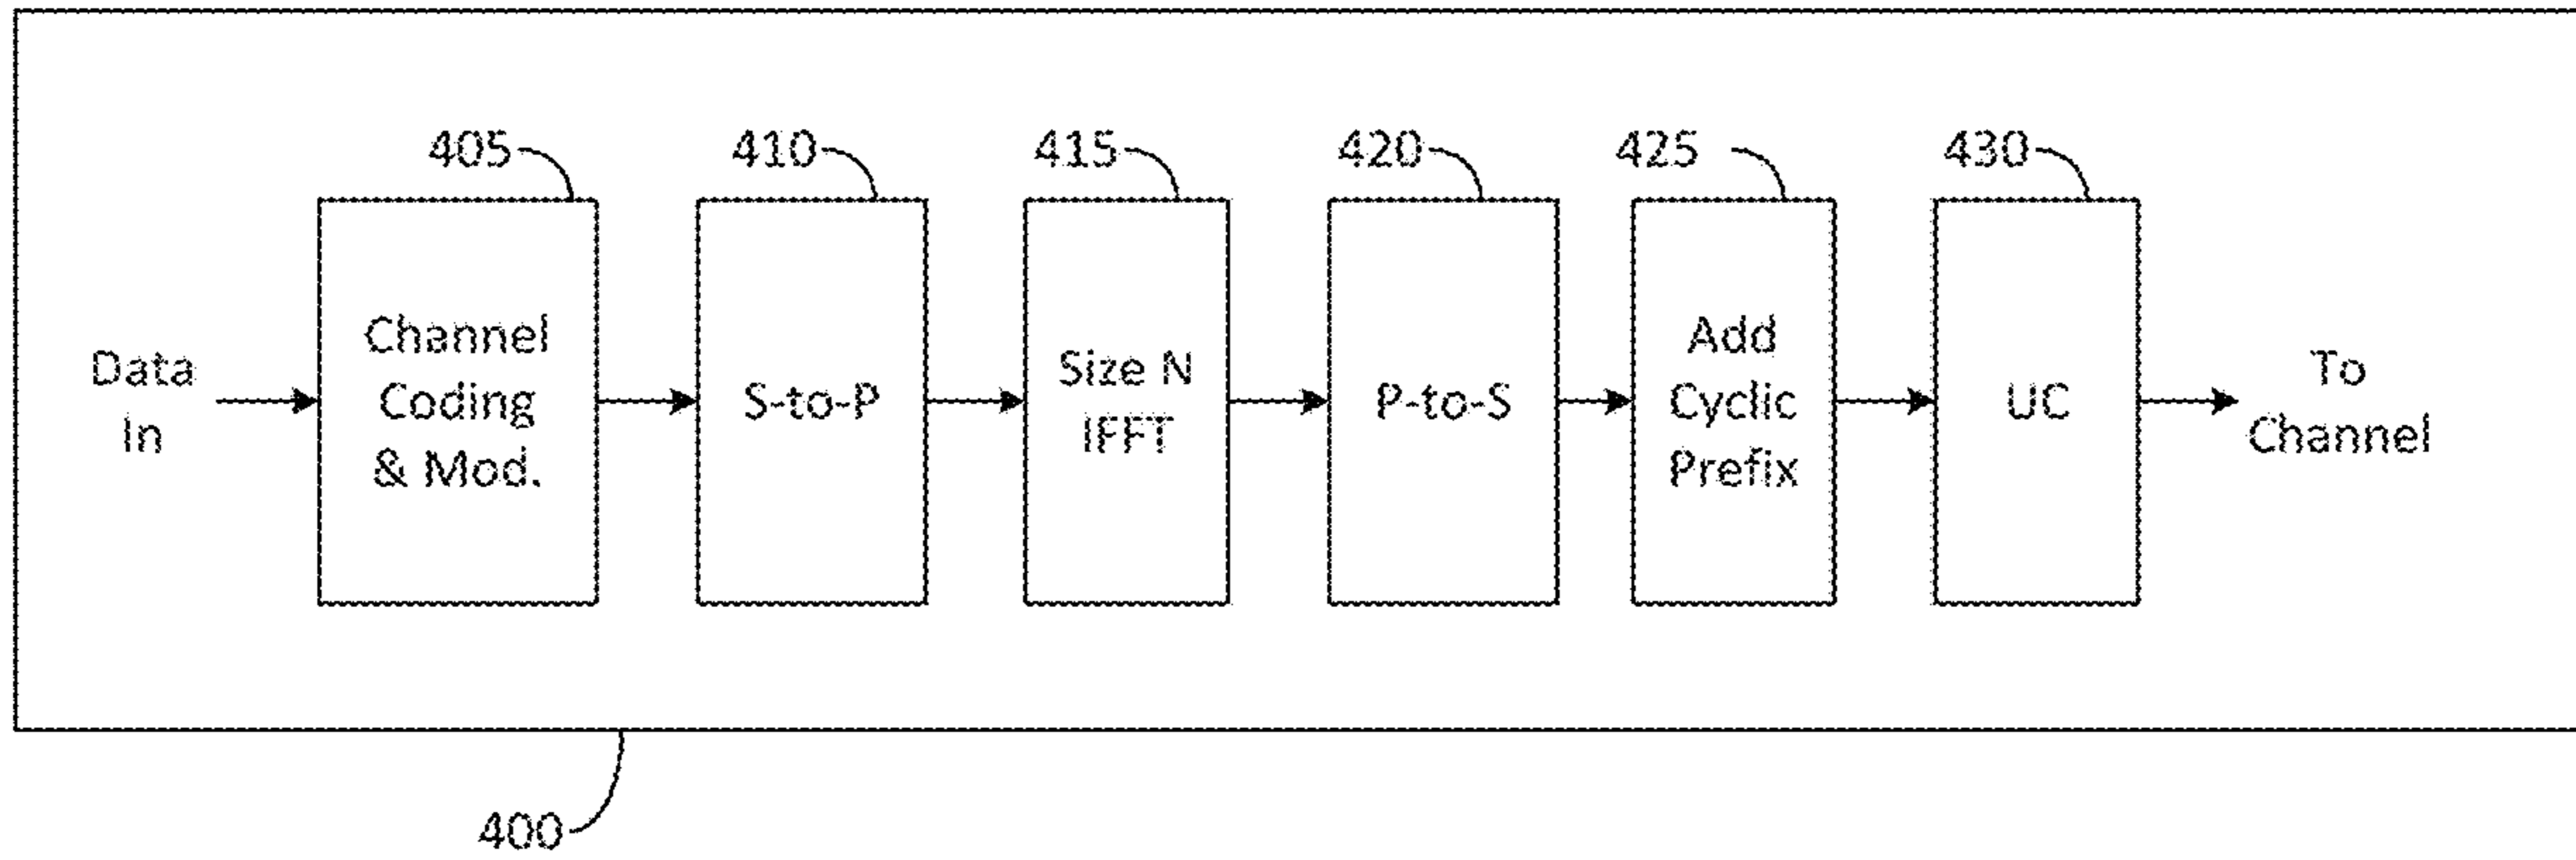 405
410
415
420
425
430
Data
In
Channel
Coding
& Mod.
S-to-P
Size N
IFFT
P-to-S
Add
Cyclic
Prefix
UC
To
Channel
400